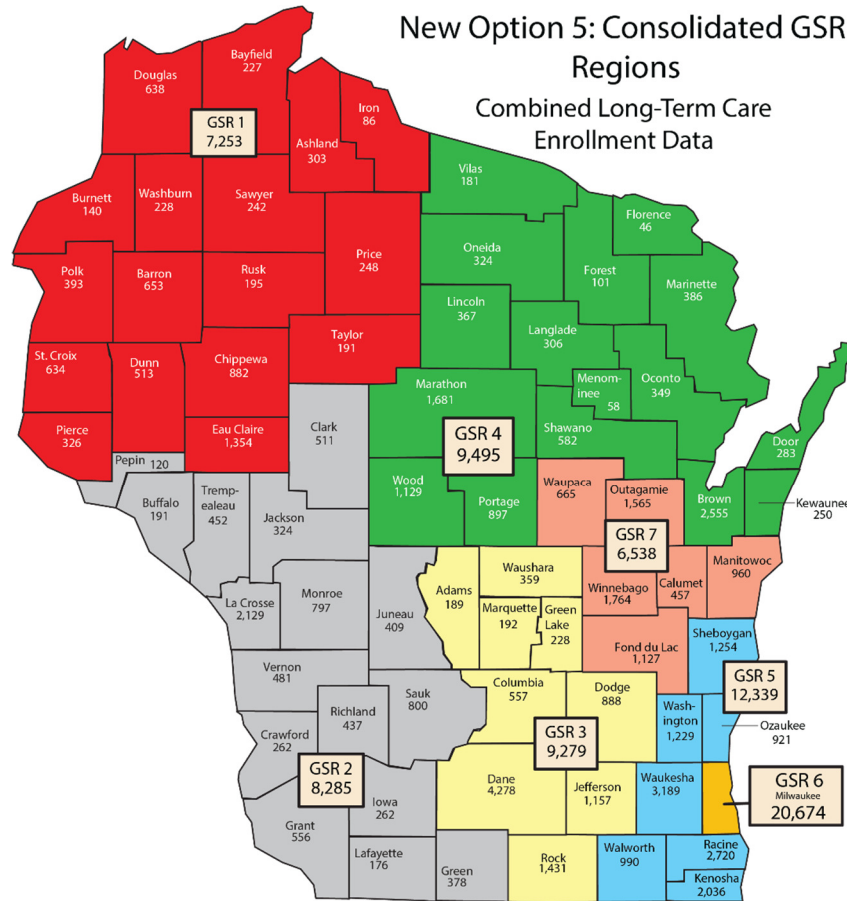 New Option 5: Consolidated GSR
Regions
Combined Long-Term Care
Enrollment Data
Douglas
638
Bayfield
227
Iron
86
GSR 1
7,253
Ashland
303
Vilas
181
Burnett
140
Washburn
228
Sawyer
242
Florence
46
Polk
393
Barron
653
Rusk
195
Price
248
Oneida
324
Forest
101
Marinette
386
Lincoln
367
Langlade
306
St. Croix
634
Dunn
513
Chippewa
882
Taylor
191
Marathon
1,681
Menom-
inee
58
Oconto
349
Pierce
326
Eau Claire
1,354
Clark
511
GSR 4
9,495
Shawano
582
Door
283
Pepin 120
Buffalo
191
Tremp-
ealeau
452
Jackson
324
Wood
1,129
Portage
897
Waupaca
665
Outagamie
1,565
Brown
2,555
Kewaunee
250
GSR 7
6,538
La Crosse
2,129
Monroe
797
Juneau
409
Adams
189
Waushara
359
Marquette
192
Green
Lake
228
Winnebago
1,764
Calumet
457
Manitowoc
960
Fond du Lac
1,127
Sheboygan
1,254
Vernon
481
Richland
437
Sauk
800
Columbia
557
Dodge
888
Wash-
ington
1,229
GSR 5
12,339
Ozaukee
921
Crawford
262
GSR 2
8,285
GSR 3
9,279
Iowa
262
Dane
4,278
Jefferson
1,157
Waukesha
3,189
GSR 6
Milwaukee
20,674
Grant
556
Lafayette
176
Green
378
Rock
1,431
Walworth
990
Racine
2,720
Kenosha
2,036